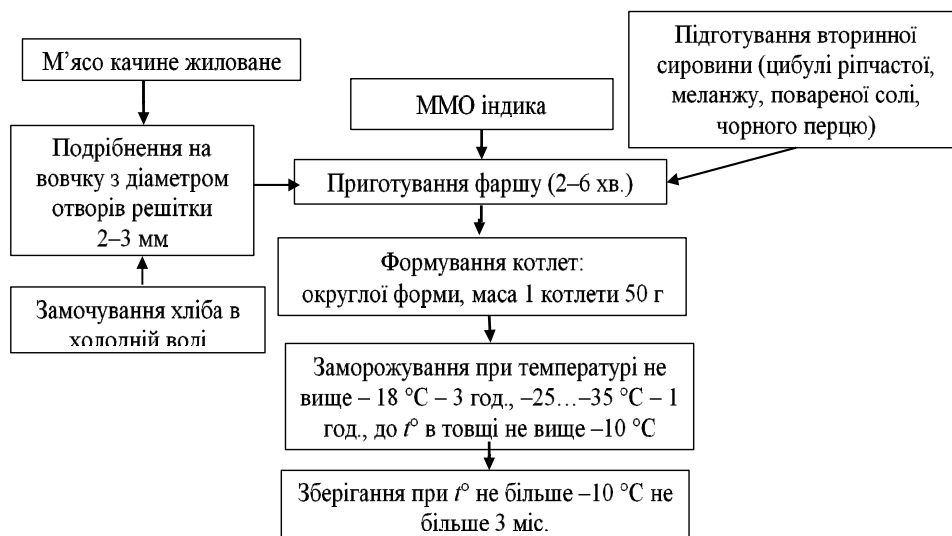 М’ясо качине жиловане
Підготування вторинної
сировини (цибулі ріпчастої,
меланжу, повареної солі,
чорного перцю)
ММО індика
Подрібнення на
вовчку з діаметром
отворів решітки
2–3 мм
Приготування фаршу (2–6 хв.)
Замочування хліба в
холодній воді
Формування котлет:
округлої форми, маса 1 котлети 50 г
Заморожування при температурі не
вище – 18 °С – 3 год., –25…–35 °С – 1
год., до t° в товщі не вище –10 °С
Зберігання при t° не більше –10 °С не
більше 3 міс.